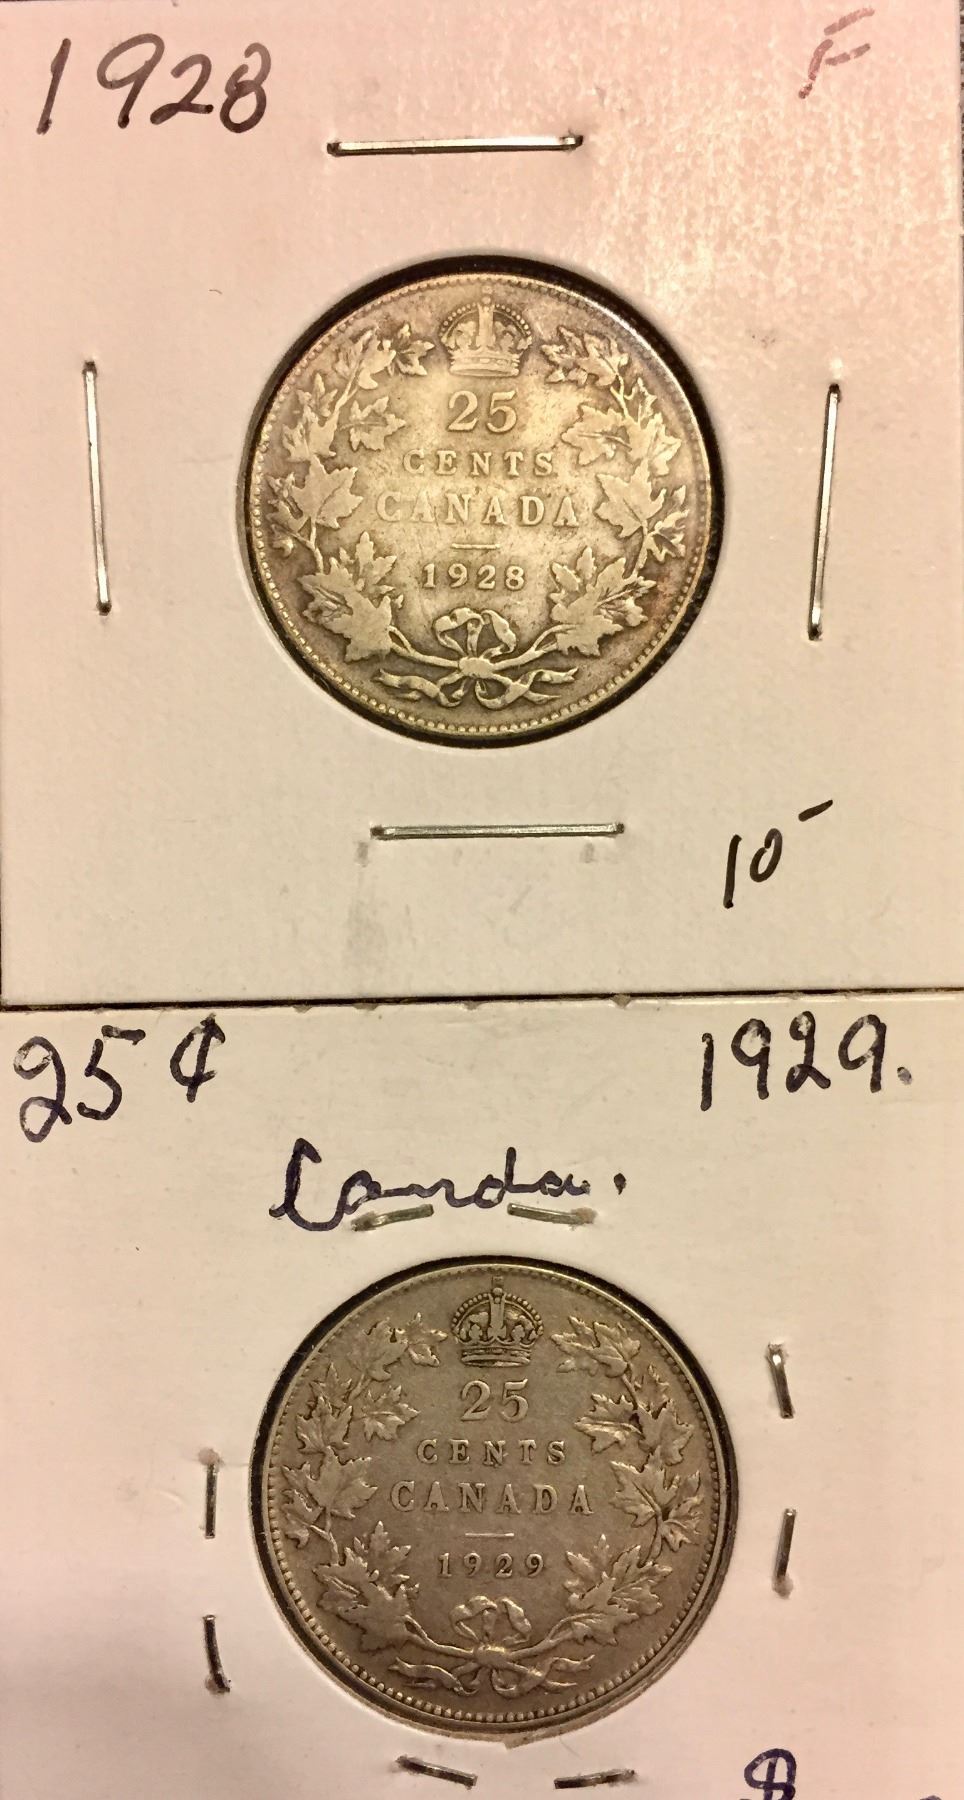 1928 F
25
CENTS
CANADA
1928
10-
25¢ 1929.
Canada.
25
CENTS
CANADA
1929
$